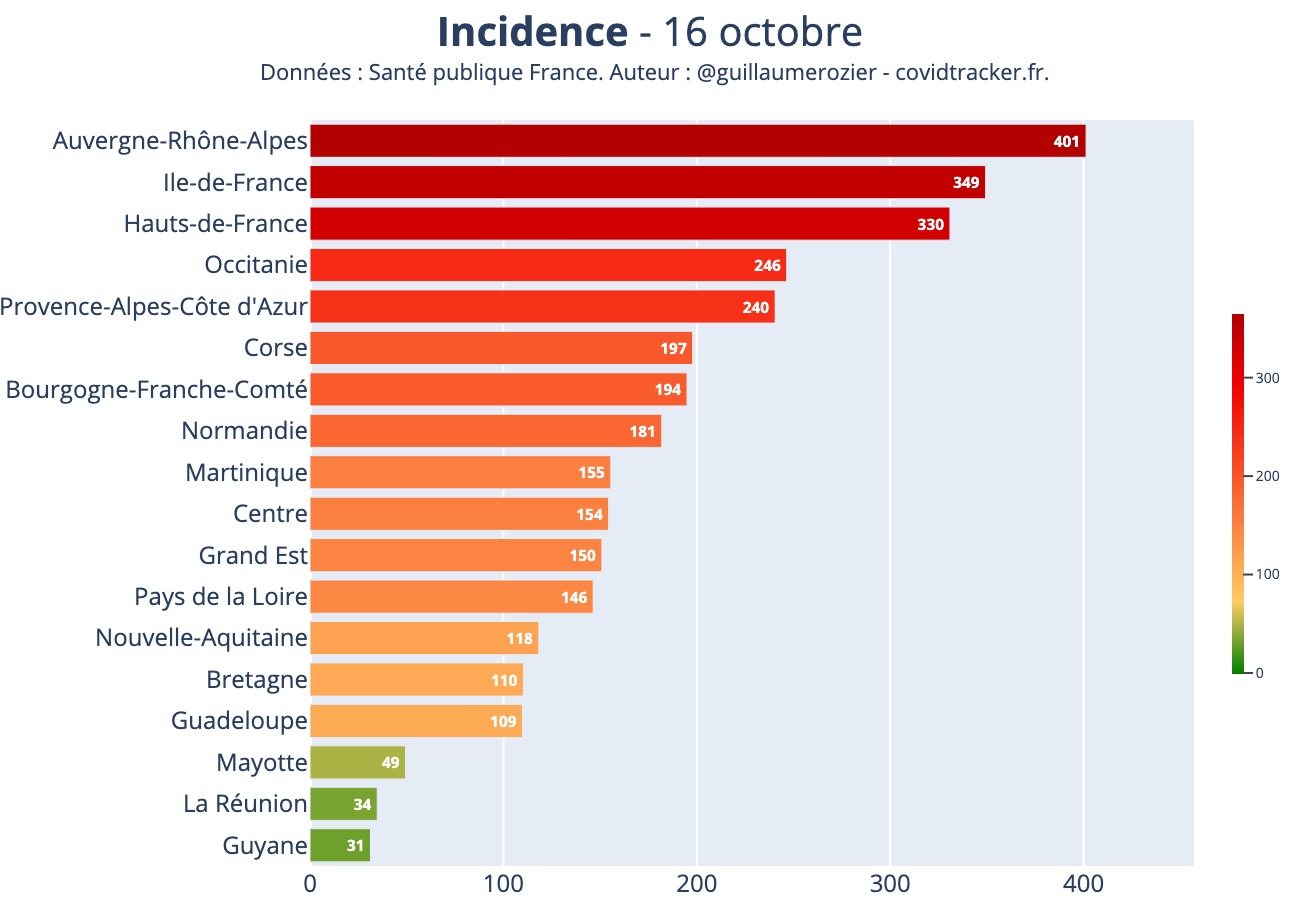 Incidence - 16 octobre
Données : Santé publique France. Auteur : @guillaumerozier - covidtracker.fr.
Auvergne-Rhône-Alpes 401
Ile-de-France 349
Hauts-de-France 330
Occitanie 246
Provence-Alpes-Côte d'Azur 240
Corse 197
Bourgogne-Franche-Comté 194
Normandie 181
Martinique 155
Centre 154
Grand Est 150
Pays de la Loire 146
Nouvelle-Aquitaine 118
Bretagne 110
Guadeloupe 109
Mayotte 49
La Réunion 34
Guyane 31
0 100 200 300 400
300
200
100
0